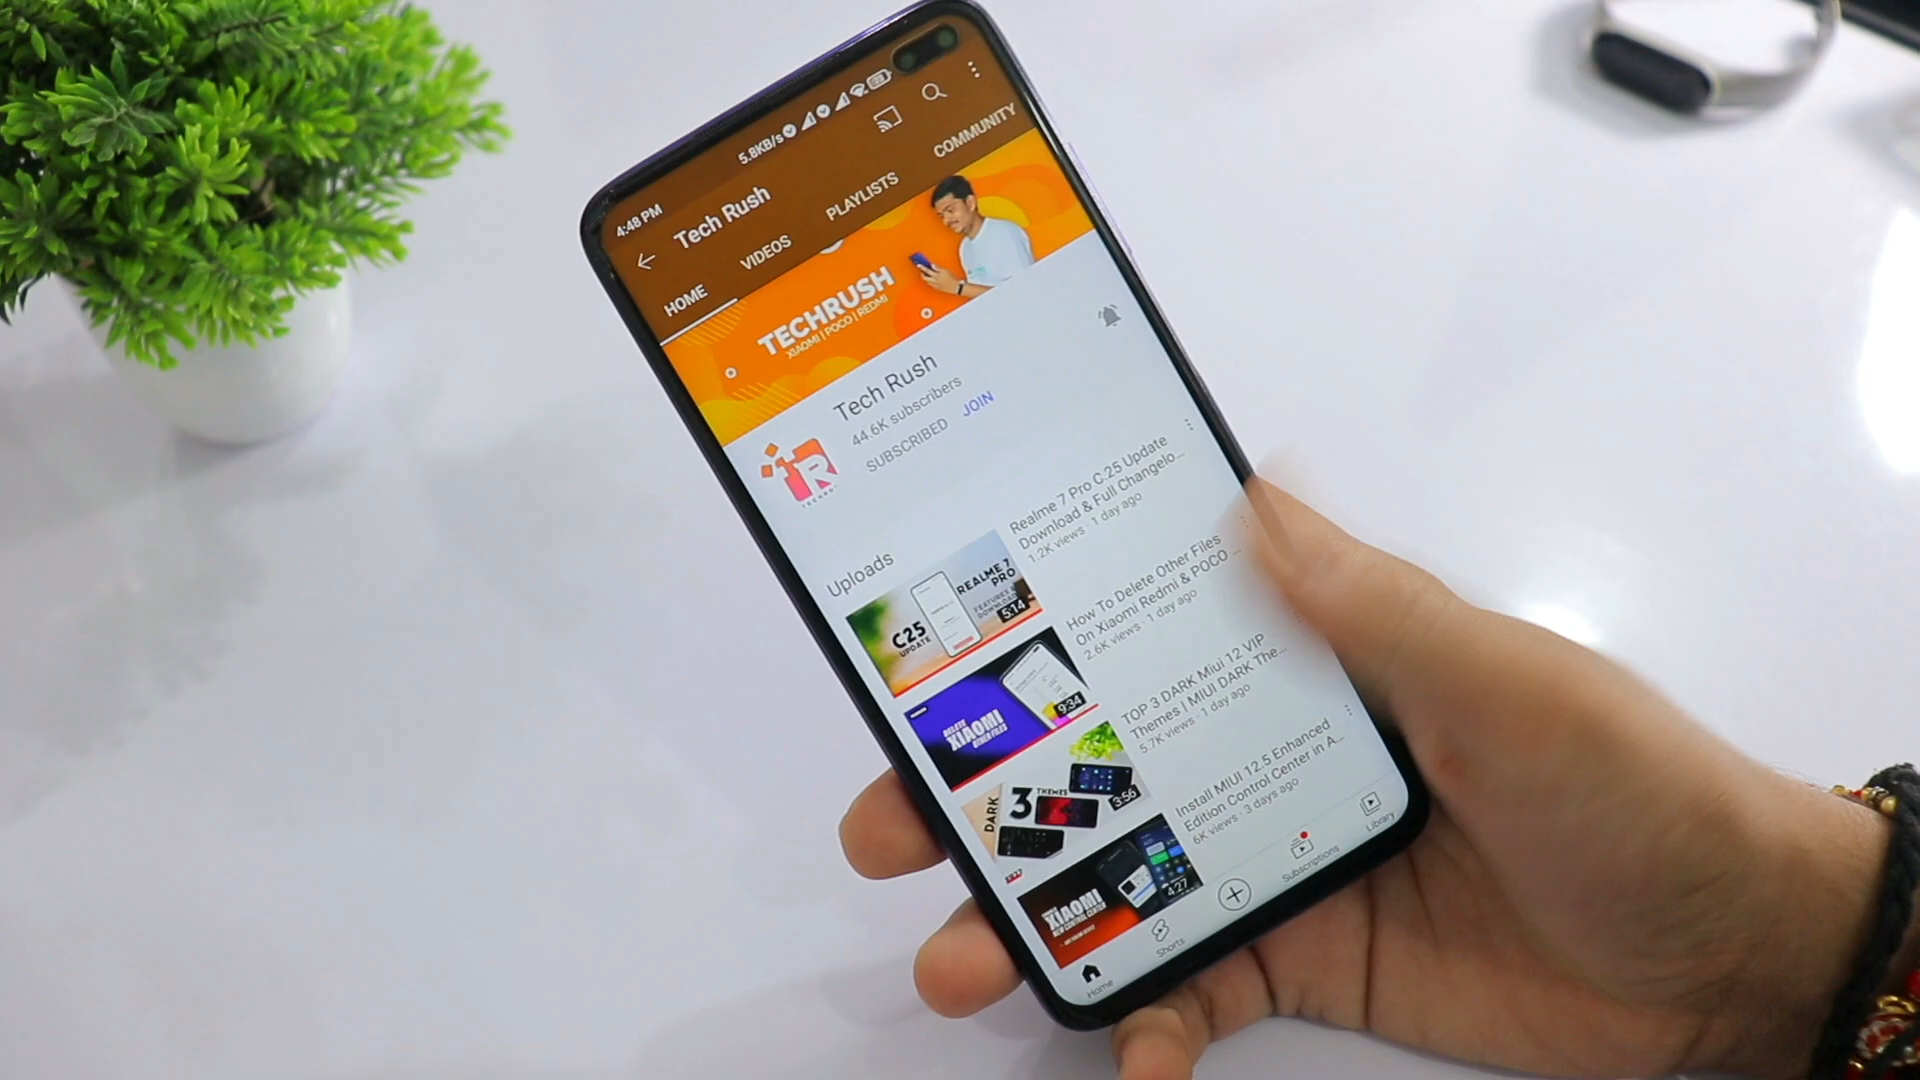 4:48 PM
5.8KB/s
Tech Rush
HOME
VIDEOS
PLAYLISTS
COMMUNITY
TECHRUSH
XIAOMI | POCO | REDMI
Tech Rush
44.6K subscribers
SUBSCRIBED
JOIN
Uploads
C25
UPDATE
REALME 7
PRO
FEATURES &
DOWNLOAD
5:14
Realme 7 Pro C.25 Update
Download & Full Changelo...
1.2K views · 1 day ago
DELETE
XIAOMI
OTHER FILES
9:34
How To Delete Other Files
On Xiaomi Redmi & POCO ...
2.6K views · 1 day ago
DARK
3
THEMES
3:56
TOP 3 DARK Miui 12 VIP
Themes | MIUI DARK The...
5.7K views · 1 day ago
XIAOMI
NEW CONTROL CENTER
4:27
Install MIUI 12.5 Enhanced
Edition Control Center in A...
6K views · 3 days ago
Home
Shorts
Subscriptions
Library